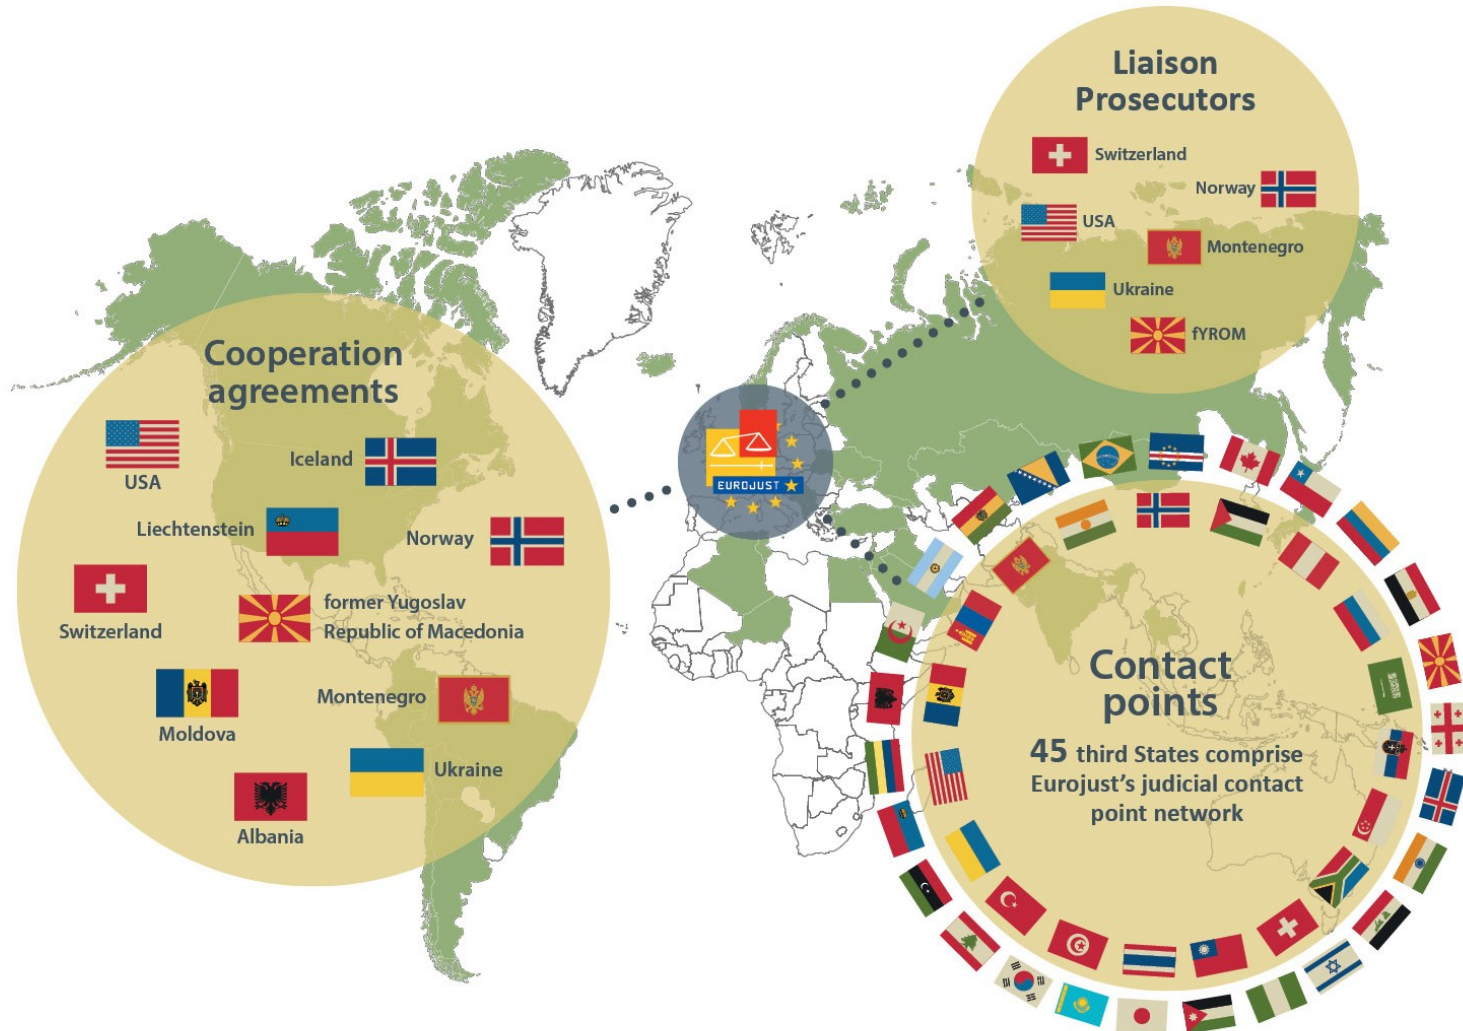 Liaison
Prosecutors
Switzerland
Norway
USA
Montenegro
Ukraine
fYROM
Cooperation
agreements
USA
Iceland
Liechtenstein
Norway
Switzerland
former Yugoslav
Republic of Macedonia
Montenegro
Moldova
Ukraine
Albania
EUROJUST
Contact
points
45 third States comprise
Eurojust's judicial contact
point network